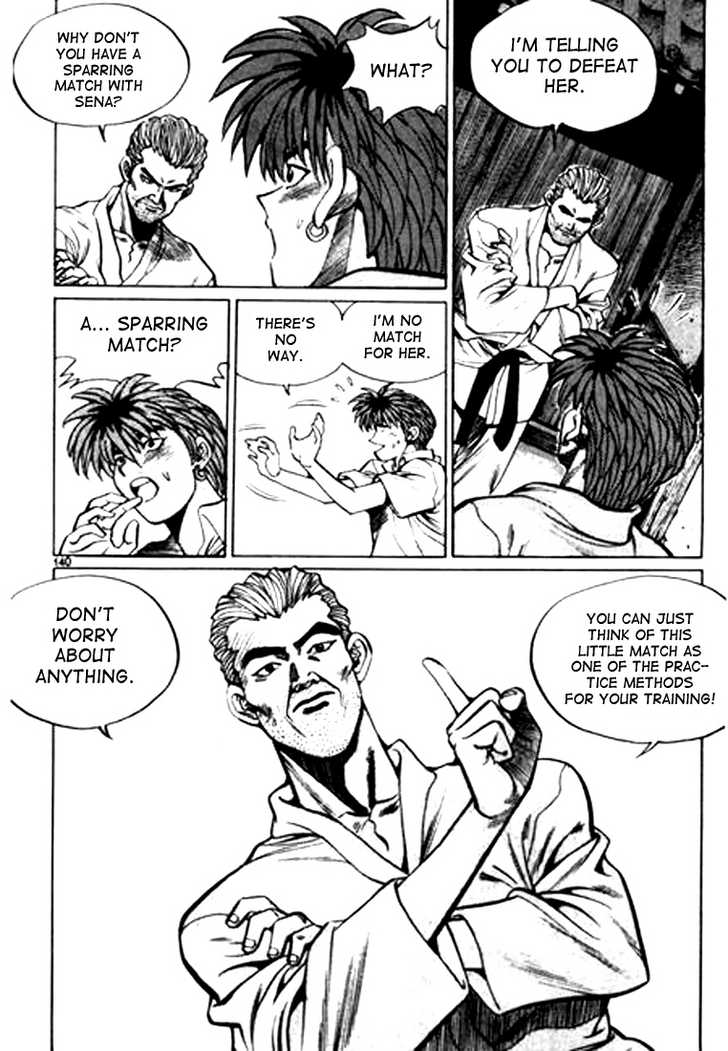 WHY DON'T
YOU HAVE A
SPARRING
MATCH WITH
SENA?
WHAT?
I'M TELLING
YOU TO DEFEAT
HER.
A... SPARRING
MATCH?
THERE'S
NO
WAY.
I'M NO
MATCH
FOR HER.
140
DON'T
WORRY
ABOUT
ANYTHING.
YOU CAN JUST
THINK OF THIS
LITTLE MATCH AS
ONE OF THE PRAC-
TICE METHODS
FOR YOUR TRAINING!